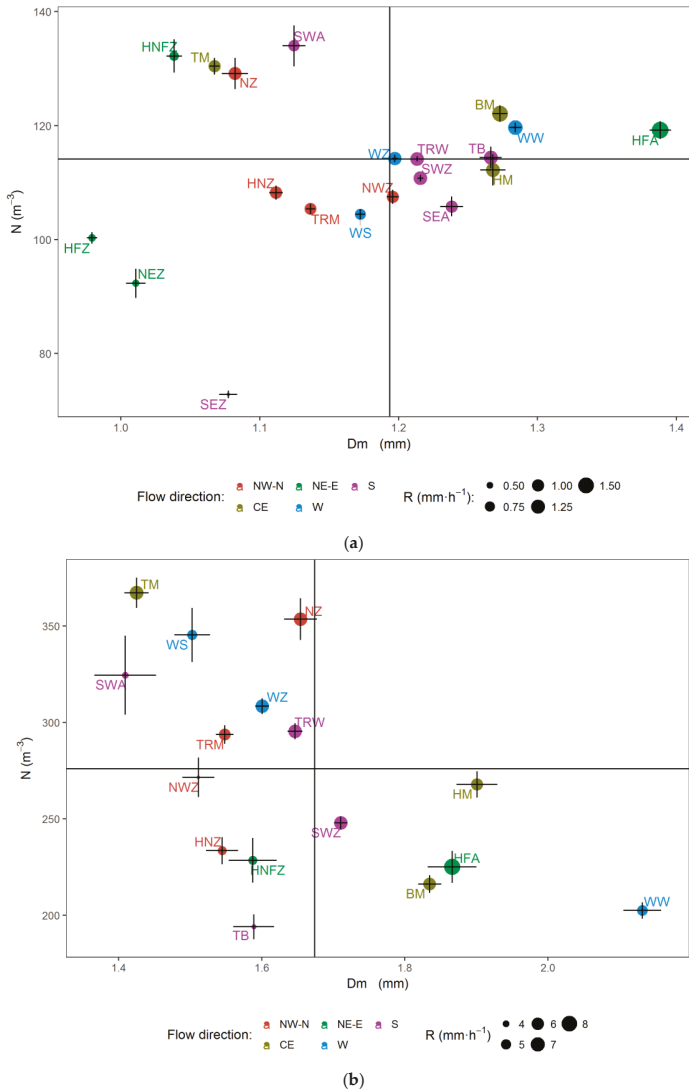 140
120
100
80
N (m⁻³)
HNFZ
TM
NZ
SWA
BM
WW
HFA
WZ
TRW
TB
SWZ
HM
HNZ
NWZ
TRM
WS
SEA
HFZ
NEZ
SEZ
1.0 1.1 1.2 1.3 1.4
Dm (mm)
Flow direction: NW-N NE-E S R (mm·h⁻¹): 0.50 1.00 1.50
CE W 0.75 1.25
(a)
350
300
250
200
N (m⁻³)
TM
NZ
WS
SWA
WZ
TRW
TRM
NWZ
HM
SWZ
HNZ
HNFZ
HFA
BM
WW
TB
1.4 1.6 1.8 2.0
Dm (mm)
Flow direction: NW-N NE-E S R (mm·h⁻¹) 4 6 8
CE W 5 7
(b)